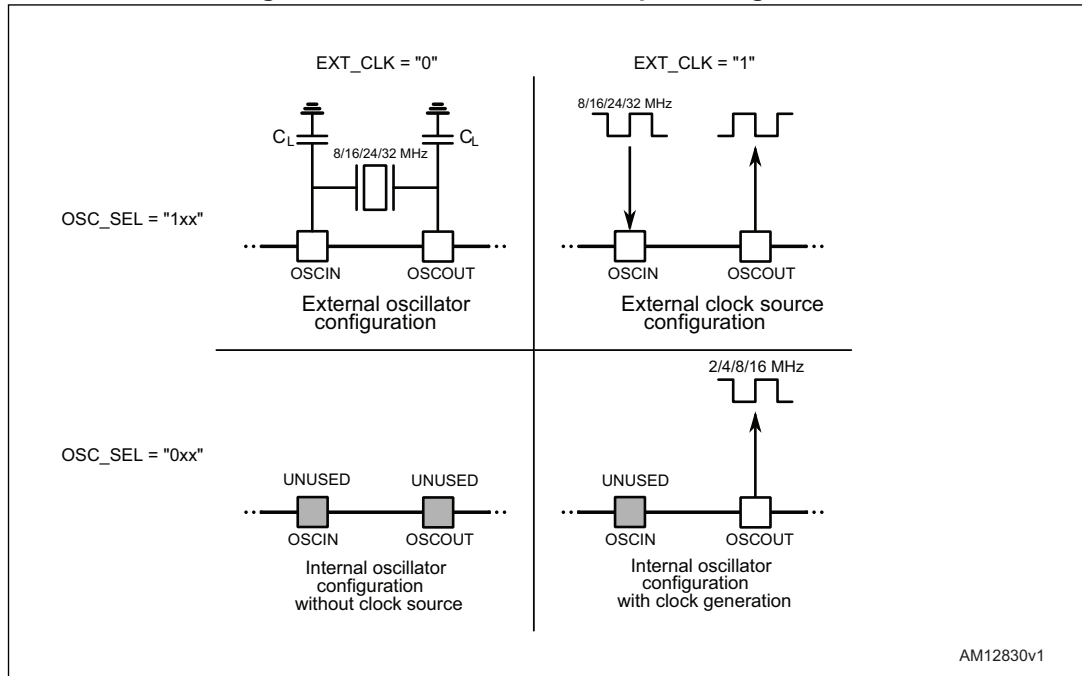 EXT_CLK = "0"
EXT_CLK = "1"
8/16/24/32 MHz
CL
CL
8/16/24/32 MHz
OSC_SEL = "1xx"
OSCIN
OSCOUT
OSCIN
OSCOUT
External oscillator
configuration
External clock source
configuration
2/4/8/16 MHz
OSC_SEL = "0xx"
UNUSED
UNUSED
UNUSED
OSCIN
OSCOUT
OSCIN
OSCOUT
Internal oscillator
configuration
without clock source
Internal oscillator
configuration
with clock generation
AM12830v1